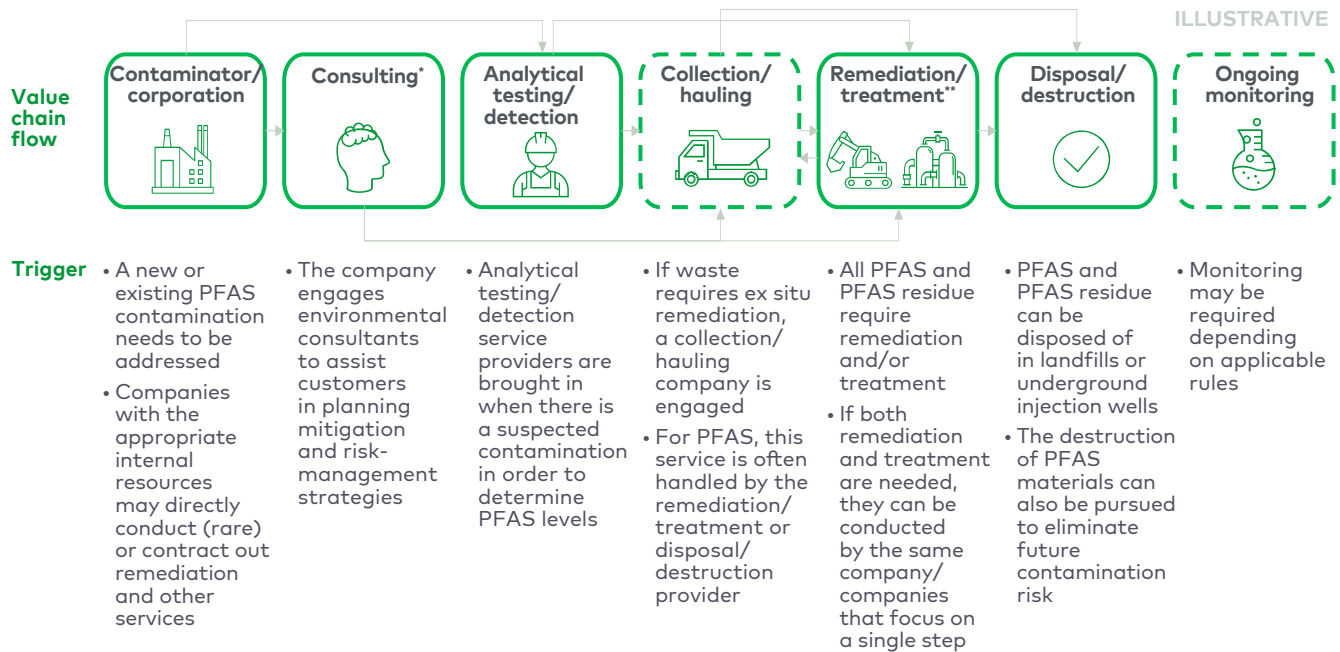 ILLUSTRATIVE
Value
chain
flow
Contaminator/
corporation
Consulting*
Analytical
testing/
detection
Collection/
hauling
Remediation/
treatment**
Disposal/
destruction
Ongoing
monitoring
Trigger
• A new or
existing PFAS
contamination
needs to be
addressed
• Companies
with the
appropriate
internal
resources
may directly
conduct (rare)
or contract out
remediation
and other
services
• The company
engages
environmental
consultants
to assist
customers
in planning
mitigation
and risk-
management
strategies
• Analytical
testing/
detection
service
providers are
brought in
when there is
a suspected
contamination
in order to
determine
PFAS levels
• If waste
requires ex situ
remediation,
a collection/
hauling
company is
engaged
• For PFAS, this
service is often
handled by the
remediation/
treatment or
disposal/
destruction
provider
• All PFAS and
PFAS residue
require
remediation
and/or
treatment
• If both
remediation
and treatment
are needed,
they can be
conducted
by the same
company/
companies
that focus on
a single step
• PFAS and
PFAS residue
can be
disposed of
in landfills or
underground
injection wells
• The destruction
of PFAS
materials can
also be pursued
to eliminate
future
contamination
risk
• Monitoring
may be
required
depending
on applicable
rules